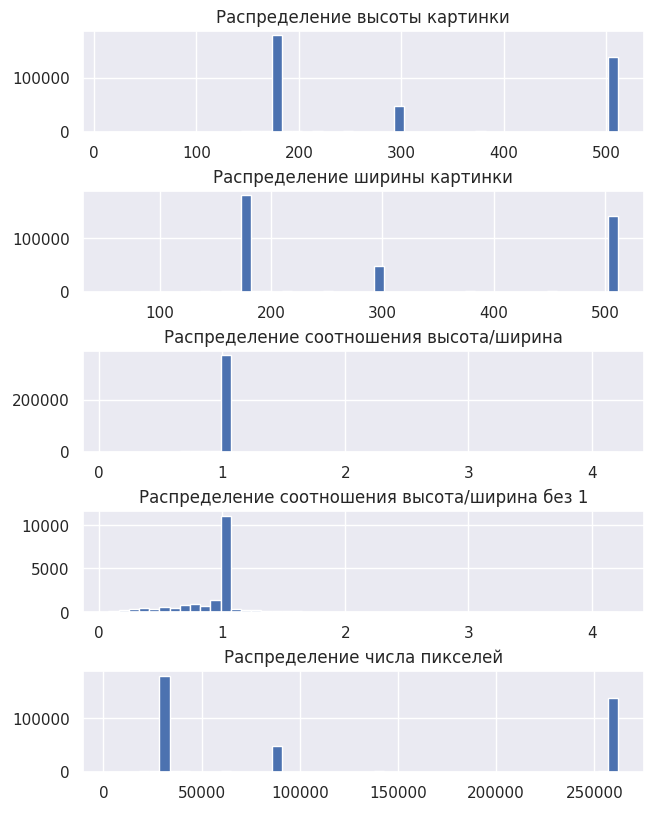 Распределение высоты картинки
100000
0
0 100 200 300 400 500
Распределение ширины картинки
100000
0
100 200 300 400 500
Распределение соотношения высота/ширина
200000
0
0 1 2 3 4
Распределение соотношения высота/ширина без 1
10000
5000
0
0 1 2 3 4
Распределение числа пикселей
100000
0
0 50000 100000 150000 200000 250000